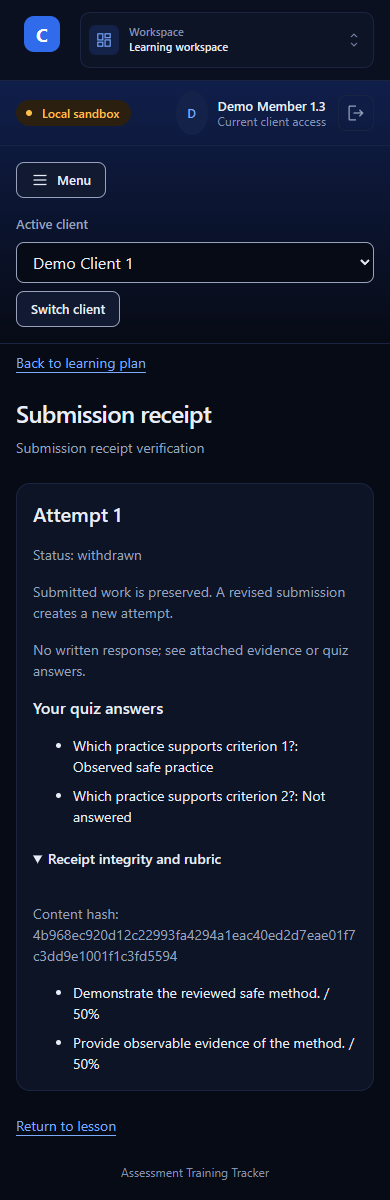 C
Workspace
Learning workspace
Local sandbox
D
Demo Member 1.3
Current client access
Menu
Active client
Demo Client 1
Switch client
Back to learning plan
Submission receipt
Submission receipt verification
Attempt 1
Status: withdrawn
Submitted work is preserved. A revised submission
creates a new attempt.
No written response; see attached evidence or quiz
answers.
Your quiz answers
Which practice supports criterion 1?:
Observed safe practice
Which practice supports criterion 2?: Not
answered
Receipt integrity and rubric
Content hash:
4b968ec920d12c22993fa4294a1eac40ed2d7eae01f7
c3dd9e1001f1c3fd5594
Demonstrate the reviewed safe method. /
50%
Provide observable evidence of the method. /
50%
Return to lesson
Assessment Training Tracker